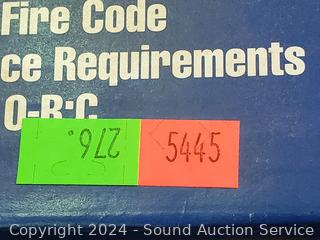 Fire Code
ce Requirements
276
5445
Copyright 2024 - Sound Auction Service